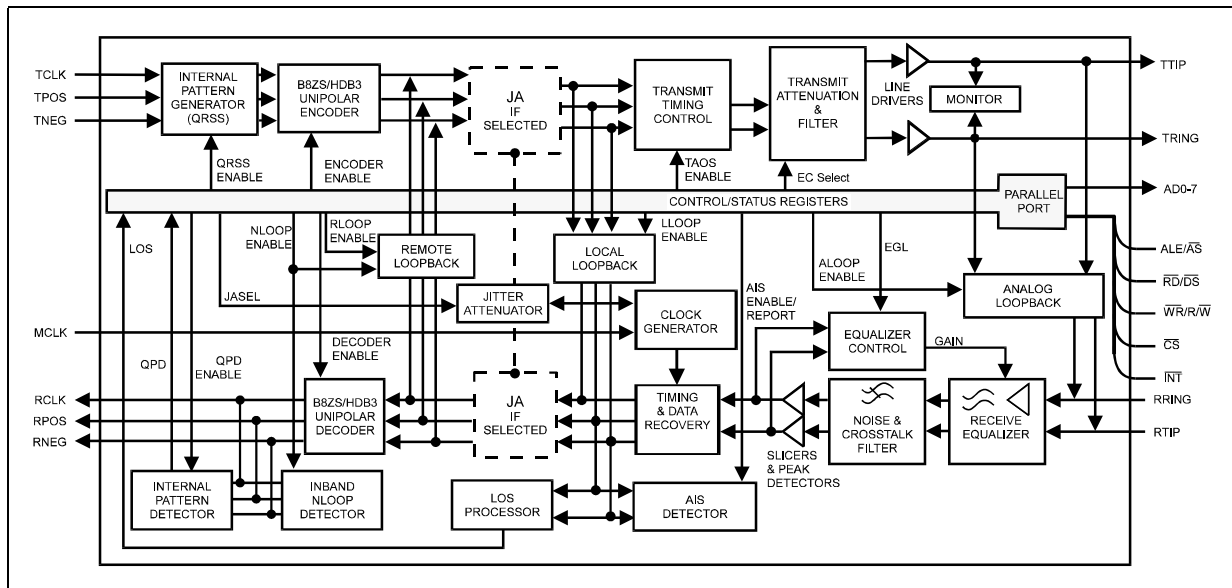 TCLK
TPOS
TNEG
INTERNAL
PATTERN
GENERATOR
(QRSS)
B8ZS/HDB3
UNIPOLAR
ENCODER
JA
IF
SELECTED
TRANSMIT
TIMING
CONTROL
TRANSMIT
ATTENUATION
&
FILTER
LINE
DRIVERS
MONITOR
TTIP
TRING
QRSS
ENABLE
ENCODER
ENABLE
TAOS
ENABLE
EC Select
CONTROL/STATUS REGISTERS
PARALLEL
PORT
AD0-7
LOS
NLOOP
ENABLE
RLOOP
ENABLE
REMOTE
LOOPBACK
LLOOP
ENABLE
LOCAL
LOOPBACK
ALOOP
ENABLE
EGL
ANALOG
LOOPBACK
ALE/AS
RD/DS
WR/R/W
CS
INT
JASEL
JITTER
ATTENUATOR
CLOCK
GENERATOR
AIS
ENABLE/
REPORT
EQUALIZER
CONTROL
GAIN
MCLK
QPD
QPD
ENABLE
DECODER
ENABLE
RCLK
RPOS
RNEG
B8ZS/HDB3
UNIPOLAR
DECODER
JA
IF
SELECTED
TIMING
& DATA
RECOVERY
SLICERS
& PEAK
DETECTORS
NOISE &
CROSSTALK
FILTER
RECEIVE
EQUALIZER
RRING
RTIP
INTERNAL
PATTERN
DETECTOR
INBAND
NLOOP
DETECTOR
LOS
PROCESSOR
AIS
DETECTOR